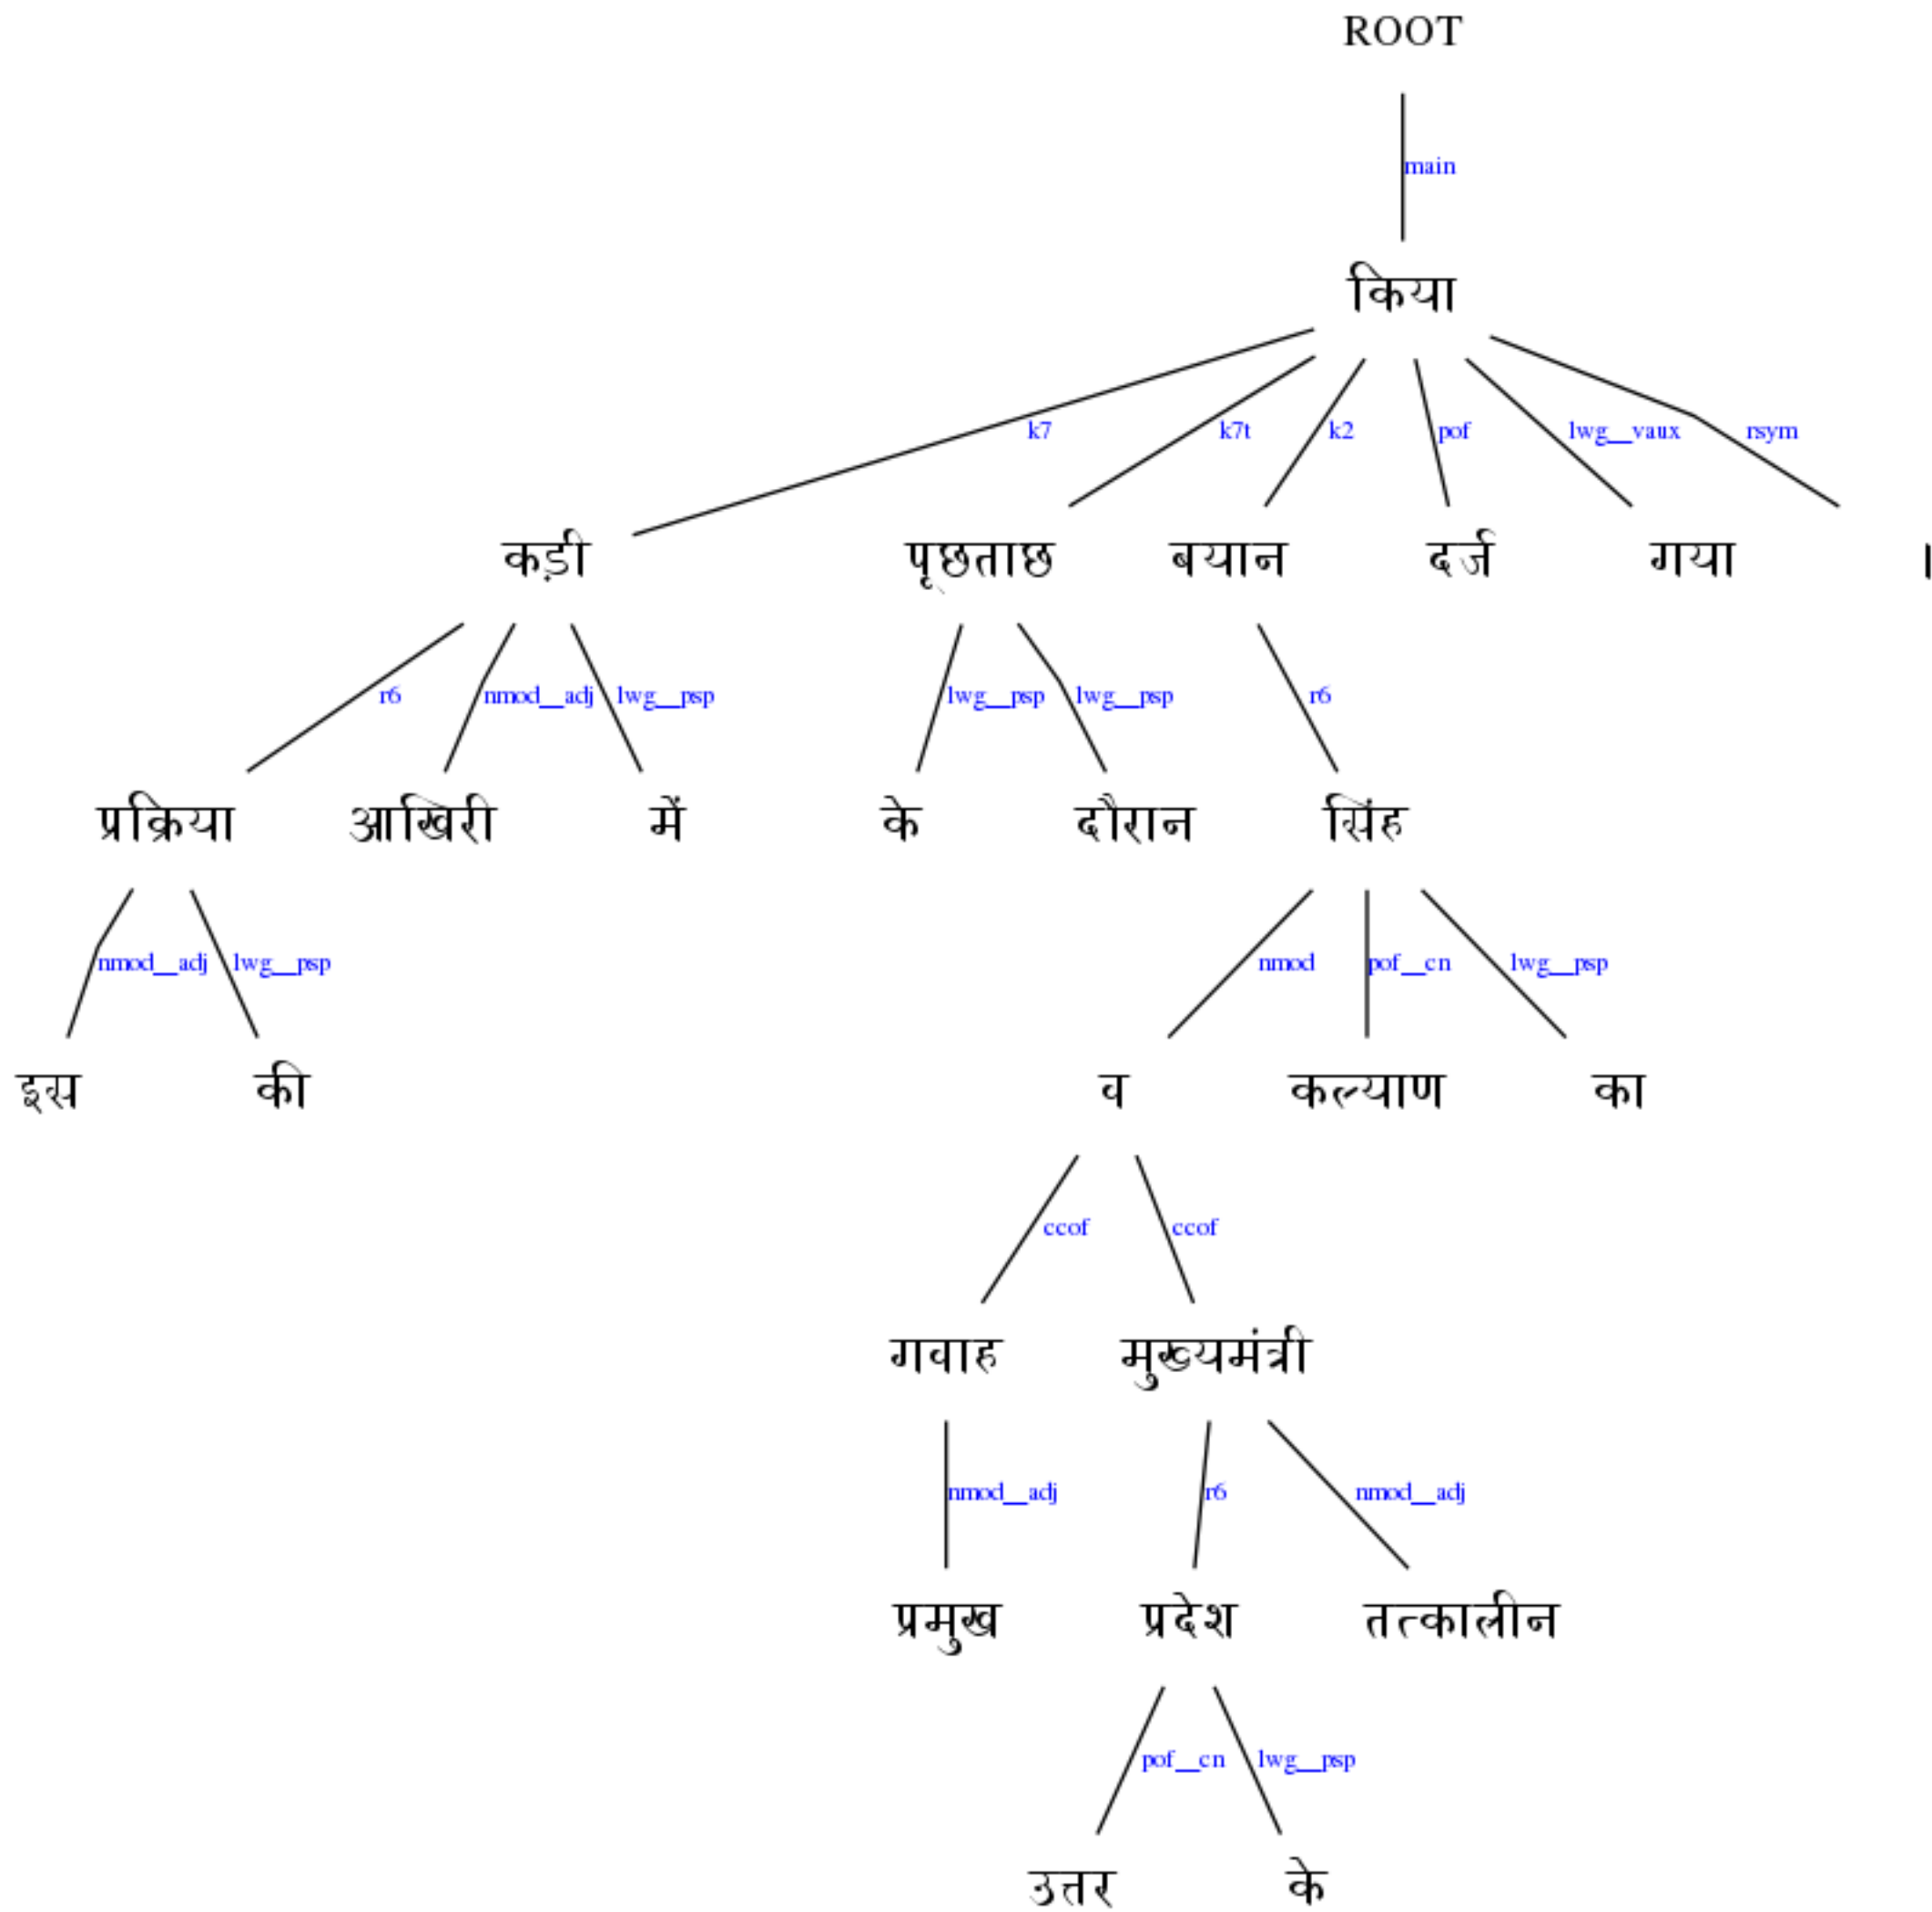 ROOT
main
किया
k7 k7t k2 pof lwg__vaux rsym
कड़ी पूछताछ बयान दर्ज गया ।
r6 nmod__adj lwg__psp lwg__psp lwg__psp r6
प्रक्रिया आखिरी में के दौरान सिंह
nmod__adj lwg__psp nmod pof__cn lwg__psp
इस की व कल्याण का
ccof ccof
गवाह मुख्यमंत्री
nmod__adj r6 nmod__adj
प्रमुख प्रदेश तत्कालीन
pof__cn lwg__psp
उत्तर के